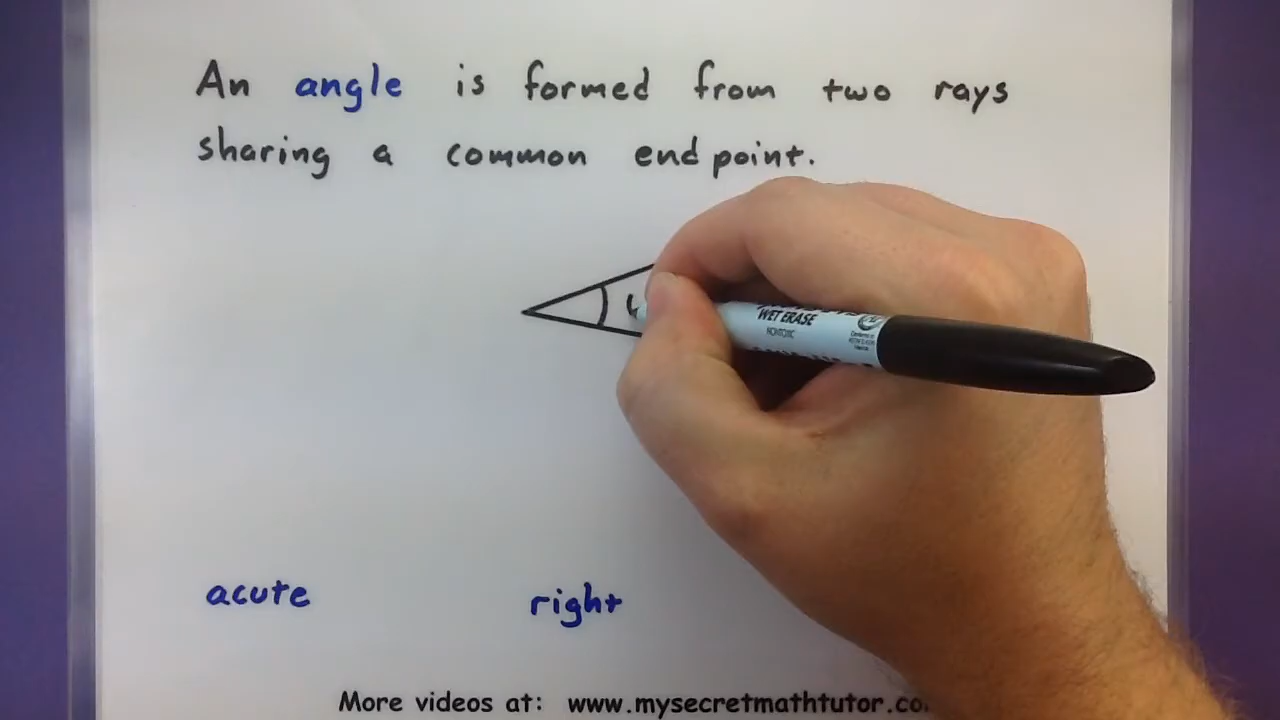 An angle is formed from two rays
sharing a common endpoint.
WET ERASE
NONTOXIC
acute right
More videos at: www.mysecretmathtutor.co